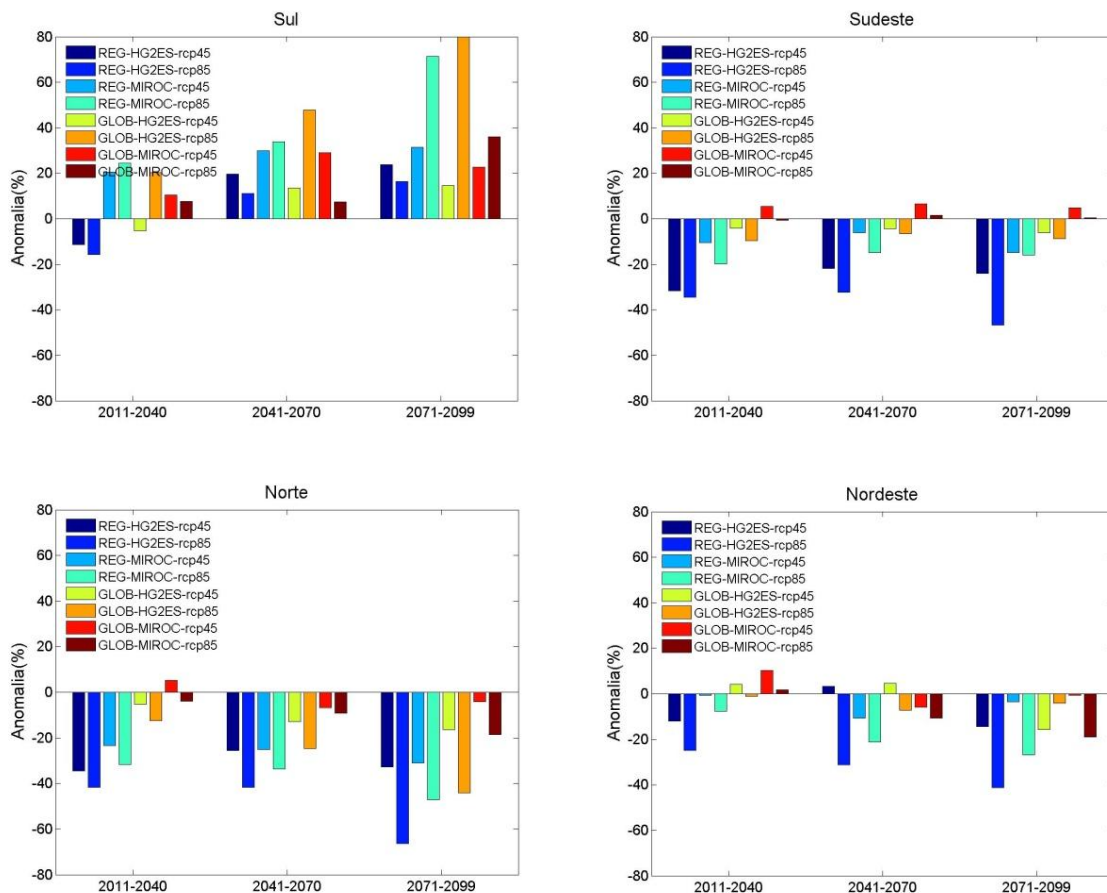 Sul
Anomalia(%)
80
60
40
20
0
-20
-40
-60
-80
REG-HG2ES-rcp45
REG-HG2ES-rcp85
REG-MIROC-rcp45
REG-MIROC-rcp85
GLOB-HG2ES-rcp45
GLOB-HG2ES-rcp85
GLOB-MIROC-rcp45
GLOB-MIROC-rcp85
2011-2040 2041-2070 2071-2099
Sudeste
Anomalia(%)
80
60
40
20
0
-20
-40
-60
-80
REG-HG2ES-rcp45
REG-HG2ES-rcp85
REG-MIROC-rcp45
REG-MIROC-rcp85
GLOB-HG2ES-rcp45
GLOB-HG2ES-rcp85
GLOB-MIROC-rcp45
GLOB-MIROC-rcp85
2011-2040 2041-2070 2071-2099
Norte
Anomalia(%)
80
60
40
20
0
-20
-40
-60
-80
REG-HG2ES-rcp45
REG-HG2ES-rcp85
REG-MIROC-rcp45
REG-MIROC-rcp85
GLOB-HG2ES-rcp45
GLOB-HG2ES-rcp85
GLOB-MIROC-rcp45
GLOB-MIROC-rcp85
2011-2040 2041-2070 2071-2099
Nordeste
Anomalia(%)
80
60
40
20
0
-20
-40
-60
-80
REG-HG2ES-rcp45
REG-HG2ES-rcp85
REG-MIROC-rcp45
REG-MIROC-rcp85
GLOB-HG2ES-rcp45
GLOB-HG2ES-rcp85
GLOB-MIROC-rcp45
GLOB-MIROC-rcp85
2011-2040 2041-2070 2071-2099